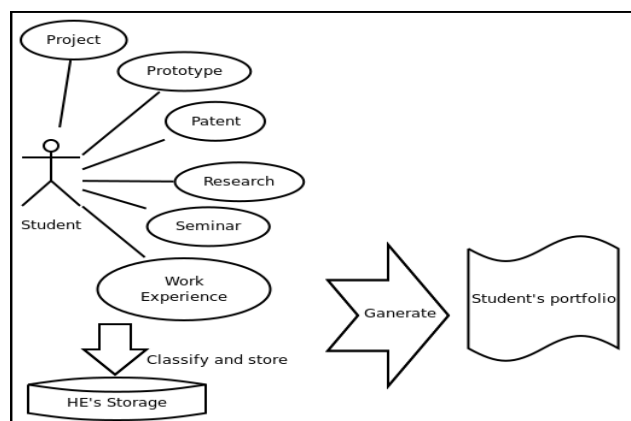 Project
Prototype
Patent
Research
Student
Seminar
Work
Experience
Classify and store
HE's Storage
Ganerate
Student's portfolio